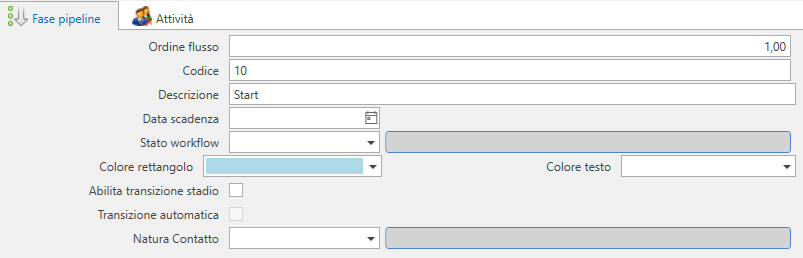 Fase pipeline Attività
Ordine flusso 1,00
Codice 10
Descrizione Start
Data scadenza
Stato workflow
Colore rettangolo Colore testo
Abilita transizione stadio
Transizione automatica
Natura Contatto